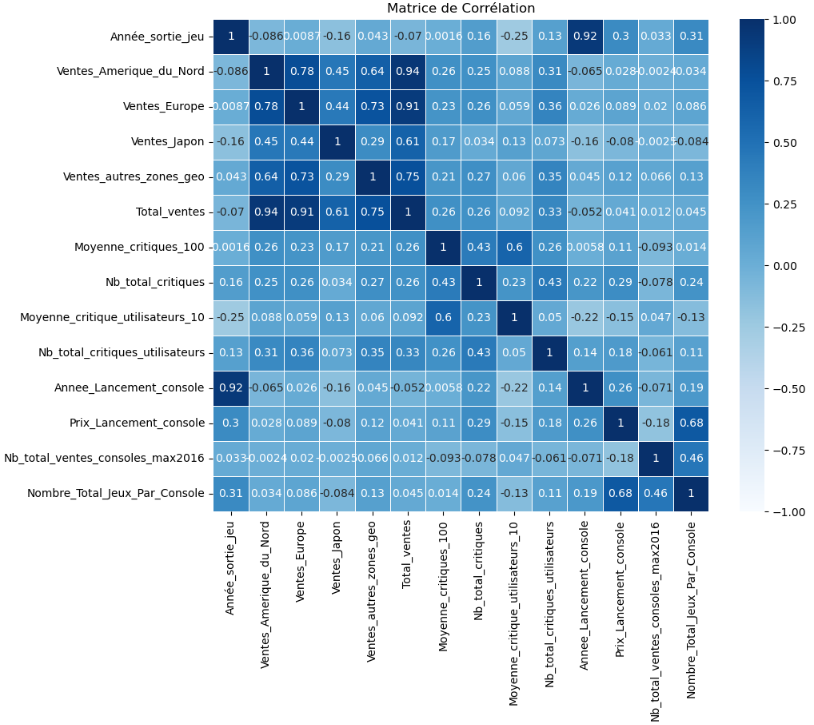 Matrice de Corrélation
Année_sortie_jeu 1 -0.086 0.0087 -0.16 0.043 -0.07 0.0016 0.16 -0.25 0.13 0.92 0.3 0.033 0.31
Ventes_Amerique_du_Nord -0.086 1 0.78 0.45 0.64 0.94 0.26 0.25 0.088 0.31 -0.065 0.028 -0.0024 0.034
Ventes_Europe 0.0087 0.78 1 0.44 0.73 0.91 0.23 0.26 0.059 0.36 0.026 0.089 0.02 0.086
Ventes_Japon -0.16 0.45 0.44 1 0.29 0.61 0.17 0.034 0.13 0.073 -0.16 -0.08 -0.0025 -0.084
Ventes_autres_zones_geo 0.043 0.64 0.73 0.29 1 0.75 0.21 0.27 0.06 0.35 0.045 0.12 0.066 0.13
Total_ventes -0.07 0.94 0.91 0.61 0.75 1 0.26 0.26 0.092 0.33 -0.052 0.041 0.012 0.045
Moyenne_critiques_100 0.0016 0.26 0.23 0.17 0.21 0.26 1 0.43 0.6 0.26 0.0058 0.11 -0.093 0.014
Nb_total_critiques 0.16 0.25 0.26 0.034 0.27 0.26 0.43 1 0.23 0.43 0.22 0.29 -0.078 0.24
Moyenne_critique_utilisateurs_10 -0.25 0.088 0.059 0.13 0.06 0.092 0.6 0.23 1 0.05 -0.22 -0.15 0.047 -0.13
Nb_total_critiques_utilisateurs 0.13 0.31 0.36 0.073 0.35 0.33 0.26 0.43 0.05 1 0.14 0.18 -0.061 0.11
Annee_Lancement_console 0.92 -0.065 0.026 -0.16 0.045 -0.052 0.0058 0.22 -0.22 0.14 1 0.26 -0.071 0.19
Prix_Lancement_console 0.3 0.028 0.089 -0.08 0.12 0.041 0.11 0.29 -0.15 0.18 0.26 1 -0.18 0.68
Nb_total_ventes_consoles_max2016 0.033 -0.0024 0.02 -0.0025 0.066 0.012 -0.093 -0.078 0.047 -0.061 -0.071 -0.18 1 0.46
Nombre_Total_Jeux_Par_Console 0.31 0.034 0.086 -0.084 0.13 0.045 0.014 0.24 -0.13 0.11 0.19 0.68 0.46 1
Année_sortie_jeu
Ventes_Amerique_du_Nord
Ventes_Europe
Ventes_Japon
Ventes_autres_zones_geo
Total_ventes
Moyenne_critiques_100
Nb_total_critiques
Moyenne_critique_utilisateurs_10
Nb_total_critiques_utilisateurs
Annee_Lancement_console
Prix_Lancement_console
Nb_total_ventes_consoles_max2016
Nombre_Total_Jeux_Par_Console
1.00
0.75
0.50
0.25
0.00
−0.25
−0.50
−0.75
−1.00